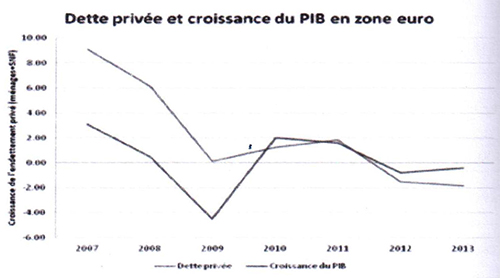 Dette privée et croissance du PIB en zone euro
Croissance de l'endettement privé (ménages+SNF)
10.00
8.00
6.00
4.00
2.00
0.00
-2.00
-4.00
-6.00
2007 2008 2009 2010 2011 2012 2013
Dette privée Croissance du PIB